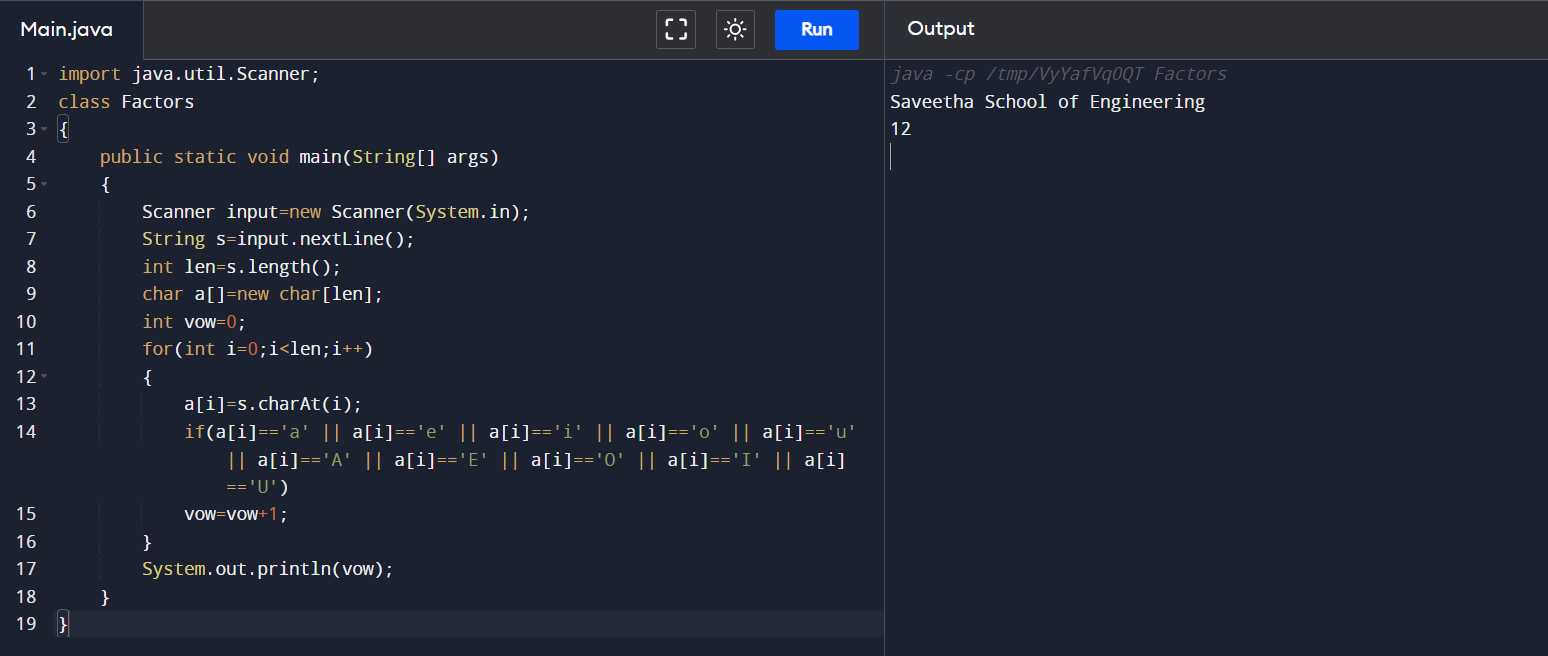 Main.java
Run
Output
1 import java.util.Scanner;
2 class Factors
3 {
4 public static void main(String[] args)
5 {
6 Scanner input=new Scanner(System.in);
7 String s=input.nextLine();
8 int len=s.length();
9 char a[]=new char[len];
10 int vow=0;
11 for(int i=0;i<len;i++)
12 {
13 a[i]=s.charAt(i);
14 if(a[i]=='a' || a[i]=='e' || a[i]=='i' || a[i]=='o' || a[i]=='u'
|| a[i]=='A' || a[i]=='E' || a[i]=='O' || a[i]=='I' || a[i]
=='U')
15 vow=vow+1;
16 }
17 System.out.println(vow);
18 }
19 }
java -cp /tmp/VyYafVqOQT Factors
Saveetha School of Engineering
12